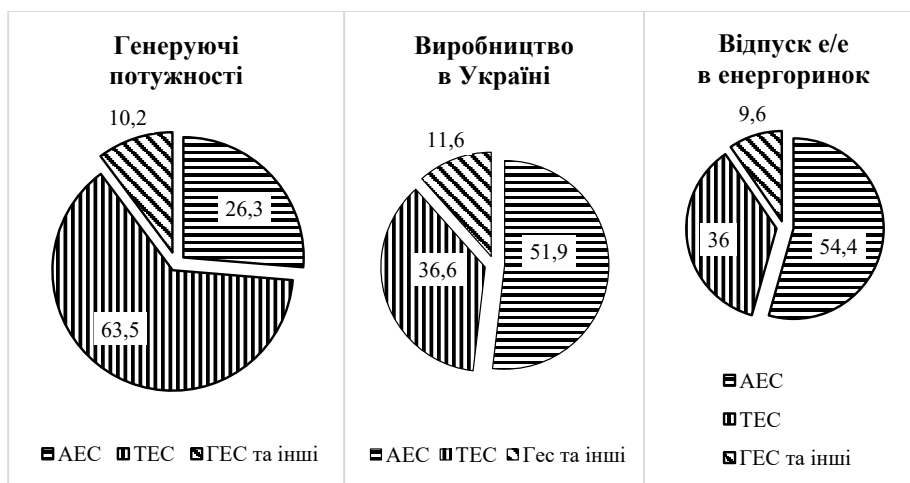 Генеруючі
потужності
10,2
26,3
63,5
АЕС ТЕС ГЕС та інші
Виробництво
в Україні
11,6
36,6
51,9
АЕС ТЕС Гес та інші
Відпуск е/е
в енергоринок
9,6
36
54,4
АЕС
ТЕС
ГЕС та інші